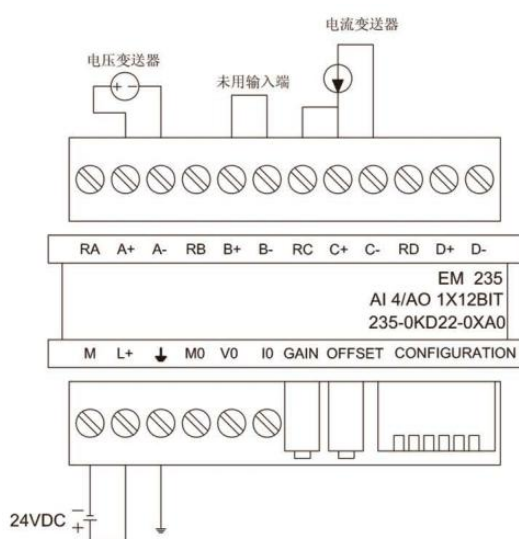 电流变送器
电压变送器
+ −
未用输入端
RA A+ A- RB B+ B- RC C+ C- RD D+ D-
EM 235
AI 4/AO 1X12BIT
235-0KD22-0XA0
M L+ M0 V0 I0 GAIN OFFSET CONFIGURATION
24VDC − +